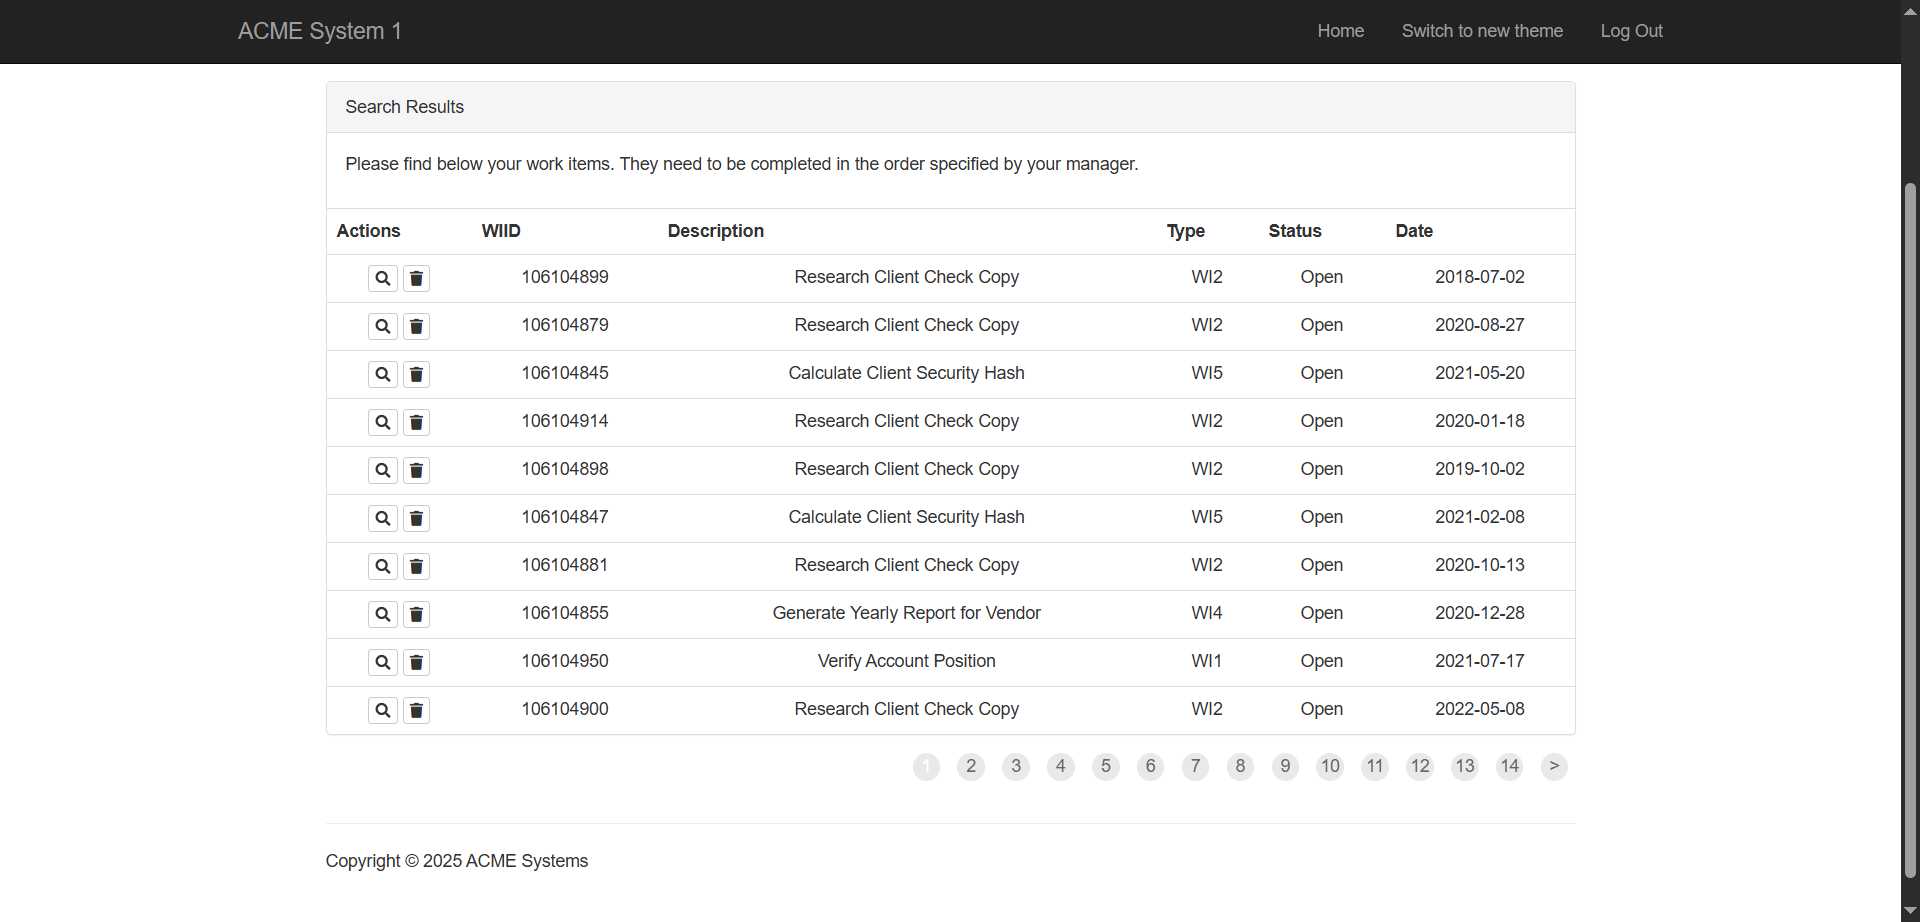 ACME System 1 Home Switch to new theme Log Out
Search Results
Please find below your work items. They need to be completed in the order specified by your manager.
Actions WIID Description Type Status Date
106104899 Research Client Check Copy WI2 Open 2018-07-02
106104879 Research Client Check Copy WI2 Open 2020-08-27
106104845 Calculate Client Security Hash WI5 Open 2021-05-20
106104914 Research Client Check Copy WI2 Open 2020-01-18
106104898 Research Client Check Copy WI2 Open 2019-10-02
106104847 Calculate Client Security Hash WI5 Open 2021-02-08
106104881 Research Client Check Copy WI2 Open 2020-10-13
106104855 Generate Yearly Report for Vendor WI4 Open 2020-12-28
106104950 Verify Account Position WI1 Open 2021-07-17
106104900 Research Client Check Copy WI2 Open 2022-05-08
1 2 3 4 5 6 7 8 9 10 11 12 13 14 >
Copyright © 2025 ACME Systems